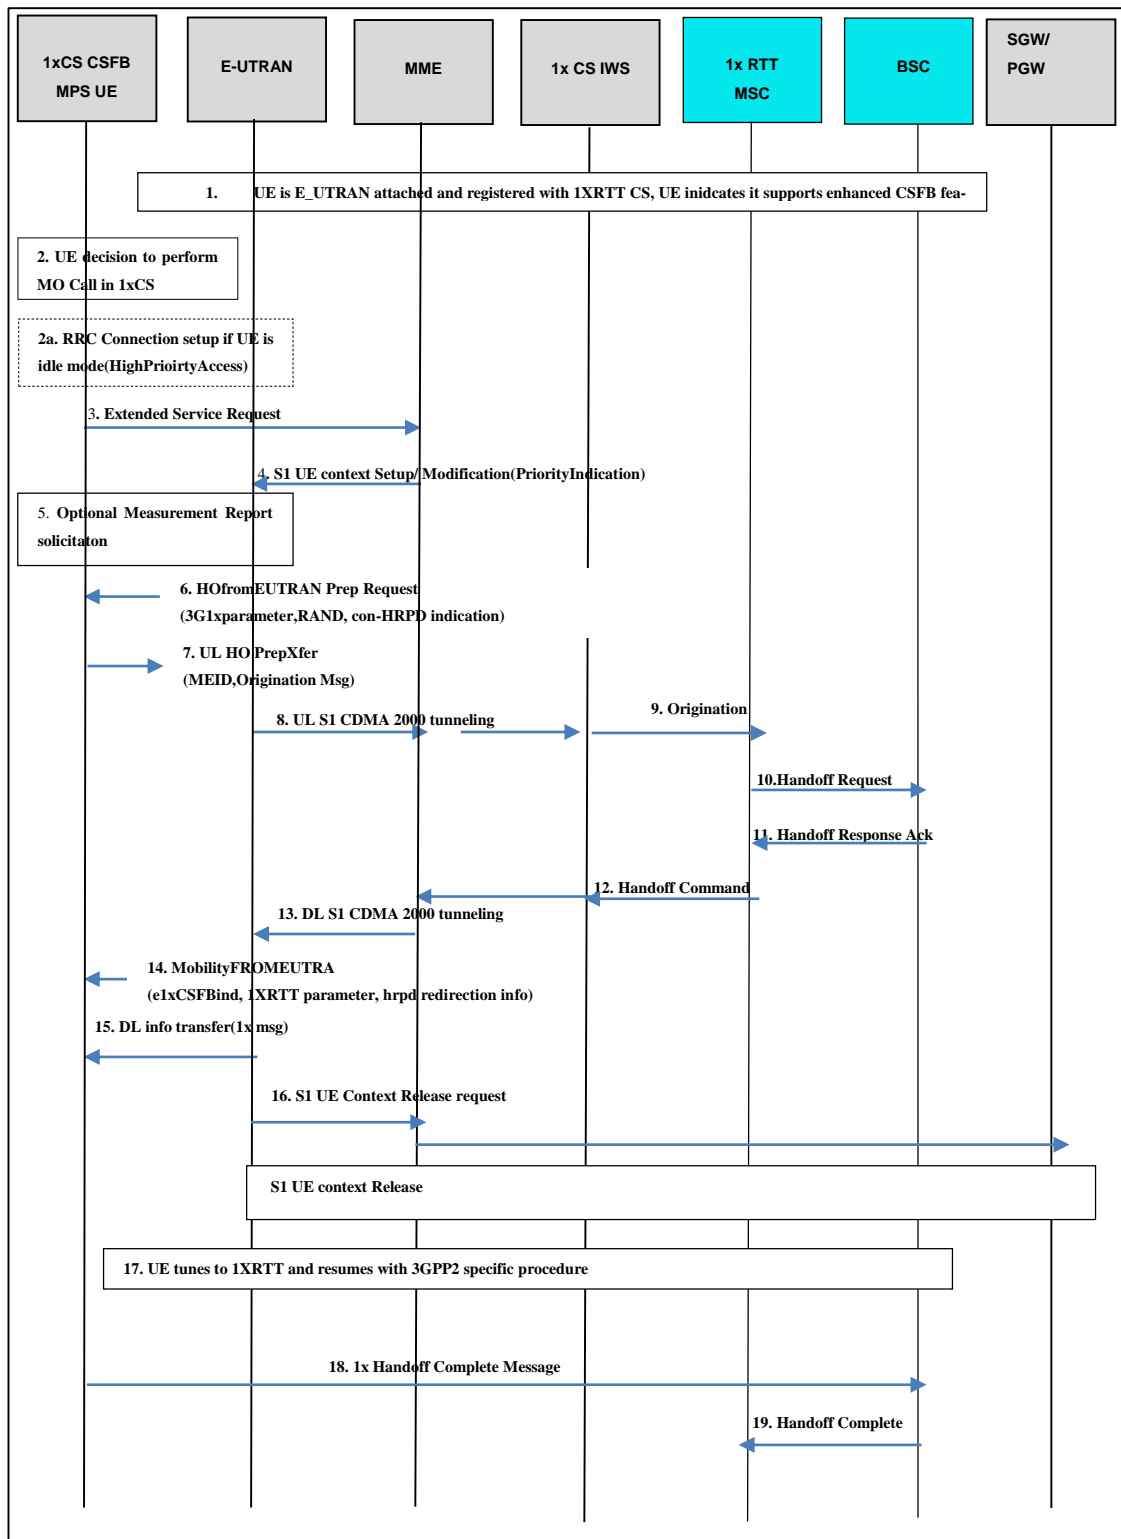 1xCS CSFB
MPS UE
E-UTRAN
MME
1x CS IWS
1x RTT
MSC
BSC
SGW/
PGW
1. UE is E_UTRAN attached and registered with 1XRTT CS, UE inidcates it supports enhanced CSFB fea-
2. UE decision to perform
MO Call in 1xCS
2a. RRC Connection setup if UE is
idle mode(HighPrioirtyAccess)
3. Extended Service Request
4. S1 UE context Setup/ Modification(PriorityIndication)
5. Optional Measurement Report
solicitaton
6. HOfromEUTRAN Prep Request
(3G1xparameter,RAND, con-HRPD indication)
7. UL HO PrepXfer
(MEID,Origination Msg)
8. UL S1 CDMA 2000 tunneling
9. Origination
10.Handoff Request
11. Handoff Response Ack
12. Handoff Command
13. DL S1 CDMA 2000 tunneling
14. MobilityFROMEUTRA
(e1xCSFBind, 1XRTT parameter, hrpd redirection info)
15. DL info transfer(1x msg)
16. S1 UE Context Release request
S1 UE context Release
17. UE tunes to 1XRTT and resumes with 3GPP2 specific procedure
18. 1x Handoff Complete Message
19. Handoff Complete